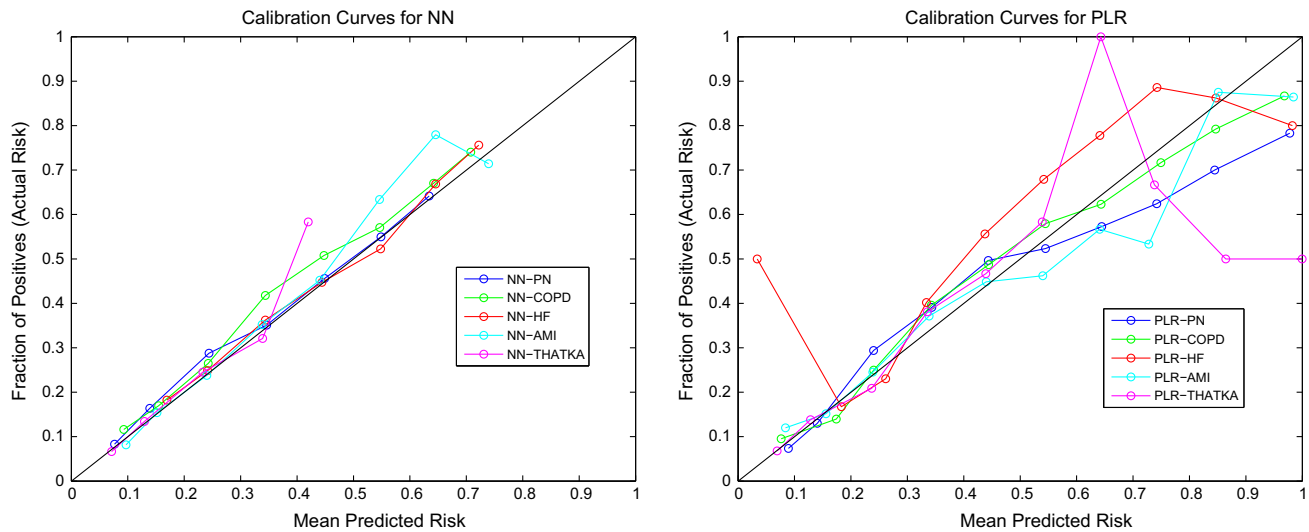 Calibration Curves for NN
1
0.9
0.8
0.7
0.6
0.5
0.4
0.3
0.2
0.1
0
Fraction of Positives (Actual Risk)
NN−PN
NN−COPD
NN−HF
NN−AMI
NN−THATKA
0 0.1 0.2 0.3 0.4 0.5 0.6 0.7 0.8 0.9 1
Mean Predicted Risk
Calibration Curves for PLR
1
0.9
0.8
0.7
0.6
0.5
0.4
0.3
0.2
0.1
0
Fraction of Positives (Actual Risk)
PLR−PN
PLR−COPD
PLR−HF
PLR−AMI
PLR−THATKA
0 0.1 0.2 0.3 0.4 0.5 0.6 0.7 0.8 0.9 1
Mean Predicted Risk